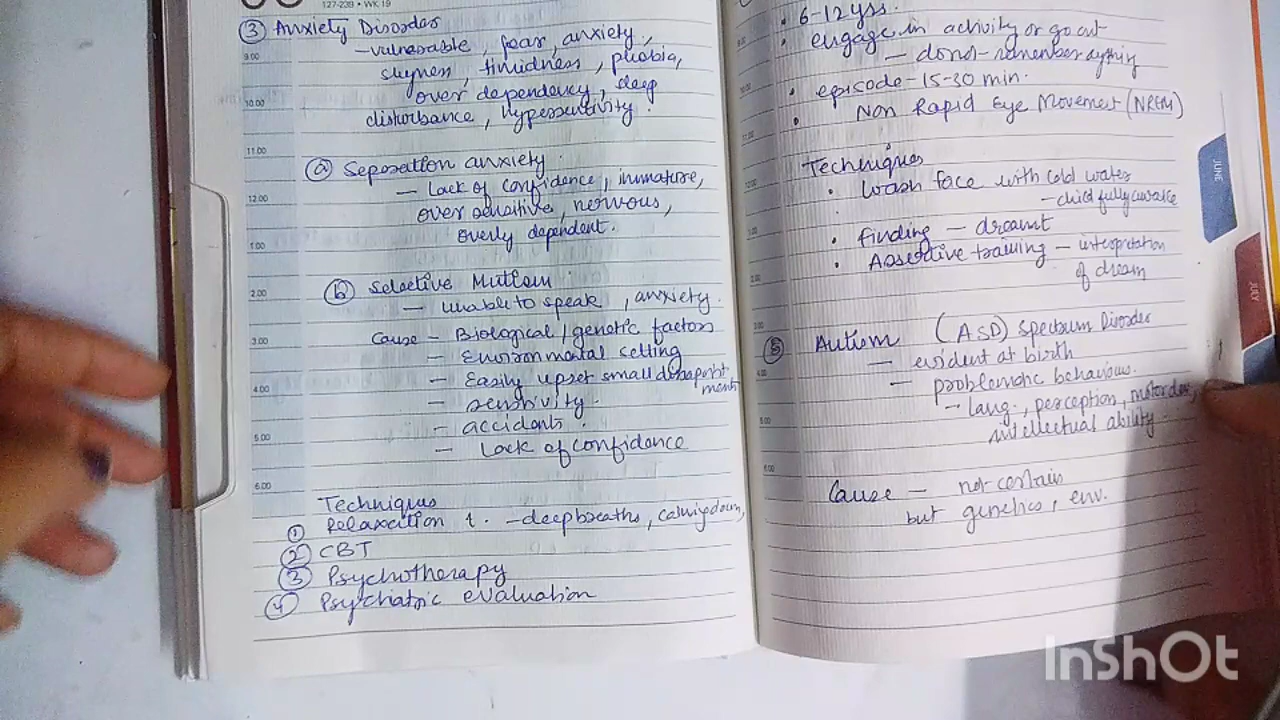 127-238 • WK 19
③ Anxiety Disorder
- vulnerable, fear, anxiety,
shyness, timidness, phobia,
over dependency, sleep
disturbance, hypersensitivity.
ⓐ Separation anxiety.
- Lack of confidence, immature,
over sensitive, nervous,
overly dependent.
ⓑ Selective Mutism.
- unable to speak, anxiety.
Cause - Biological/genetic factors
- Environmental setting
- Easily upset small disappoint
ments
- sensitivity.
- accidents.
- Lack of confidence
Techniques
① Relaxation t. - deep breaths, calming down,
② CBT
③ Psychotherapy
④ Psychiatric evaluation
9.00
10.00
11.00
12.00
1.00
2.00
3.00
4.00
5.00
6.00
• 6-12 yrs.
• engage in activity or go out
- do not remember anything
• episode - 15-30 min.
• Non Rapid Eye Movement (NREM)
Techniques
• Wash face with cold water
- child fully awake
• finding - dreamt
• Assertive training - interpretation
of dream
⑤ Autism (ASD) Spectrum Disorder
- evident at birth
- problematic behaviours.
- lang, perception, motor dev,
intellectual ability
Cause - not certain
but genetics, env.
JUNE
JULY
InShOt